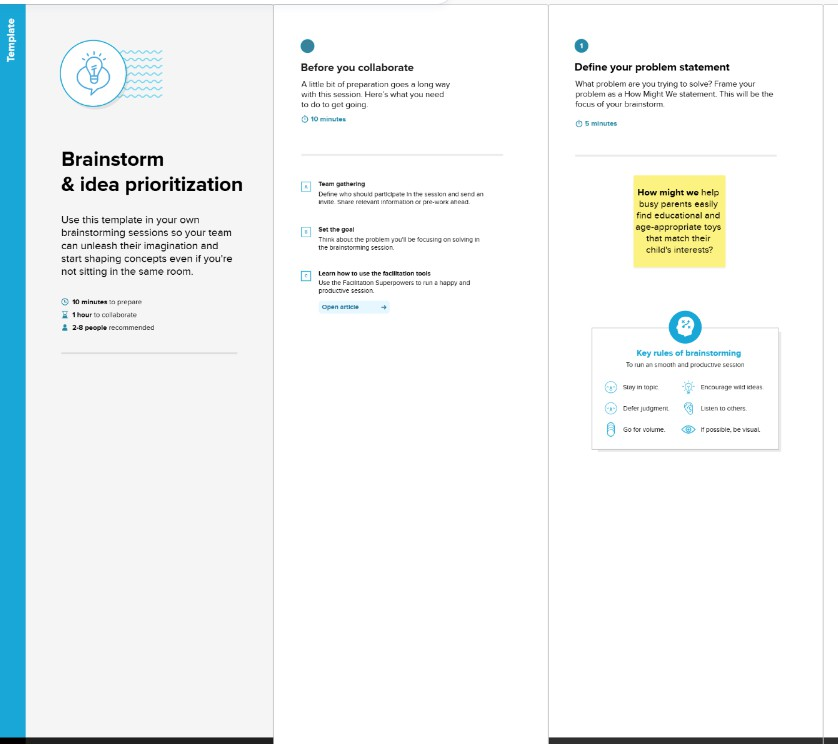 Template
Brainstorm
& idea prioritization
Use this template in your own
brainstorming sessions so your team
can unleash their imagination and
start shaping concepts even if you're
not sitting in the same room.
10 minutes to prepare
1 hour to collaborate
2-8 people recommended
Before you collaborate
A little bit of preparation goes a long way
with this session. Here's what you need
to do to get going.
10 minutes
A
Team gathering
Define who should participate in the session and send an
invite. Share relevant information or pre-work ahead.
B
Set the goal
Think about the problem you'll be focusing on solving in
the brainstorming session.
C
Learn how to use the facilitation tools
Use the Facilitation Superpowers to run a happy and
productive session.
Open article
1
Define your problem statement
What problem are you trying to solve? Frame your
problem as a How Might We statement. This will be the
focus of your brainstorm.
5 minutes
How might we help
busy parents easily
find educational and
age-appropriate toys
that match their
child's interests?
Key rules of brainstorming
To run an smooth and productive session
Stay in topic.
Encourage wild ideas.
Defer judgment.
Listen to others.
Go for volume.
If possible, be visual.